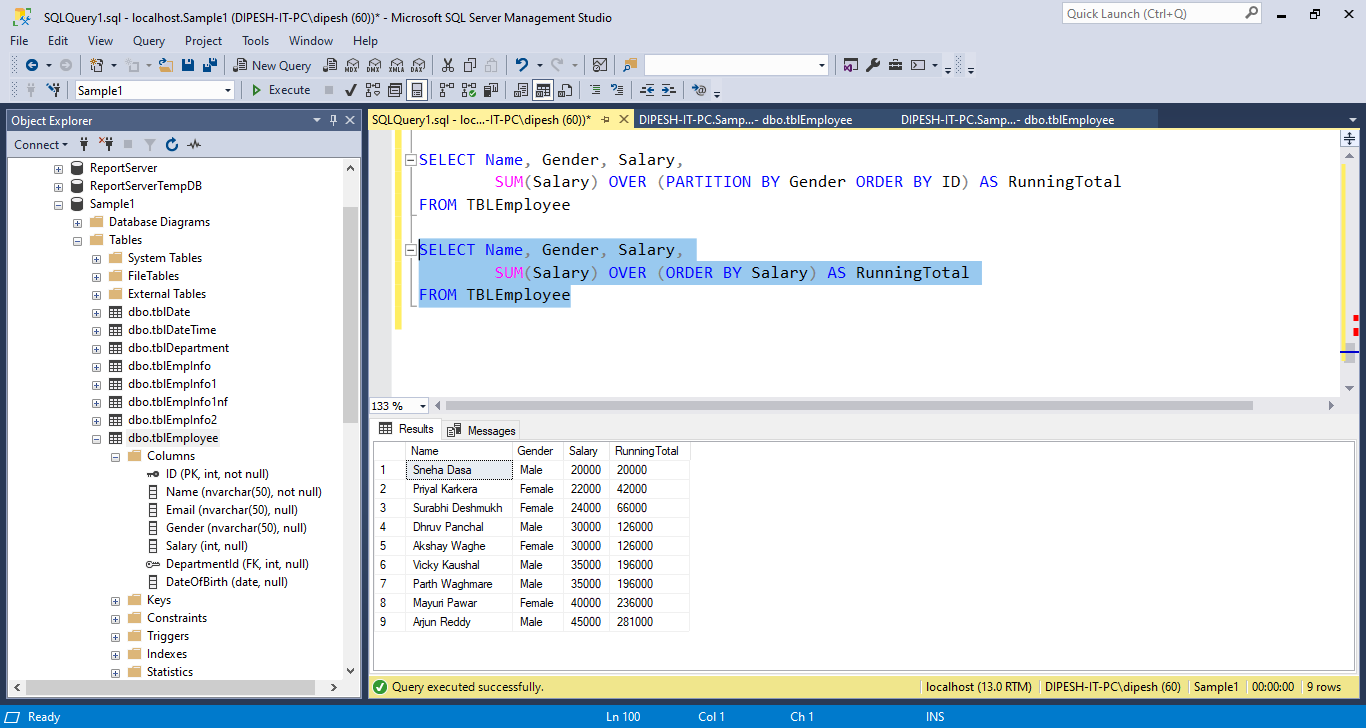 SQLQuery1.sql - localhost.Sample1 (DIPESH-IT-PC\dipesh (60))* - Microsoft SQL Server Management Studio
Quick Launch (Ctrl+Q)
File Edit View Query Project Tools Window Help
New Query MDX DMX XMLA DAX
Sample1 Execute
Object Explorer
Connect
ReportServer
ReportServerTempDB
Sample1
Database Diagrams
Tables
System Tables
FileTables
External Tables
dbo.tblDate
dbo.tblDateTime
dbo.tblDepartment
dbo.tblEmpInfo
dbo.tblEmpInfo1
dbo.tblEmpInfo1nf
dbo.tblEmpInfo2
dbo.tblEmployee
Columns
ID (PK, int, not null)
Name (nvarchar(50), not null)
Email (nvarchar(50), null)
Gender (nvarchar(50), null)
Salary (int, null)
DepartmentId (FK, int, null)
DateOfBirth (date, null)
Keys
Constraints
Triggers
Indexes
Statistics
SQLQuery1.sql - loc...-IT-PC\dipesh (60))* DIPESH-IT-PC.Samp...- dbo.tblEmployee DIPESH-IT-PC.Samp...- dbo.tblEmployee
SELECT Name, Gender, Salary,
SUM(Salary) OVER (PARTITION BY Gender ORDER BY ID) AS RunningTotal
FROM TBLEmployee
SELECT Name, Gender, Salary,
SUM(Salary) OVER (ORDER BY Salary) AS RunningTotal
FROM TBLEmployee
133 %
Results Messages
Name Gender Salary RunningTotal
1 Sneha Dasa Male 20000 20000
2 Priyal Karkera Female 22000 42000
3 Surabhi Deshmukh Female 24000 66000
4 Dhruv Panchal Male 30000 126000
5 Akshay Waghe Female 30000 126000
6 Vicky Kaushal Male 35000 196000
7 Parth Waghmare Male 35000 196000
8 Mayuri Pawar Female 40000 236000
9 Arjun Reddy Male 45000 281000
Query executed successfully. localhost (13.0 RTM) DIPESH-IT-PC\dipesh (60) Sample1 00:00:00 9 rows
Ready Ln 100 Col 1 Ch 1 INS